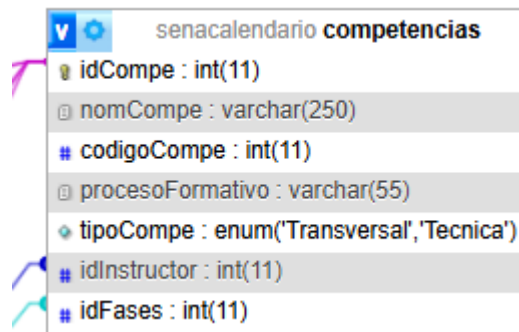 v senacalendario competencias
idCompe : int(11)
nomCompe : varchar(250)
# codigoCompe : int(11)
procesoFormativo : varchar(55)
tipoCompe : enum('Transversal','Tecnica')
# idInstructor : int(11)
# idFases : int(11)